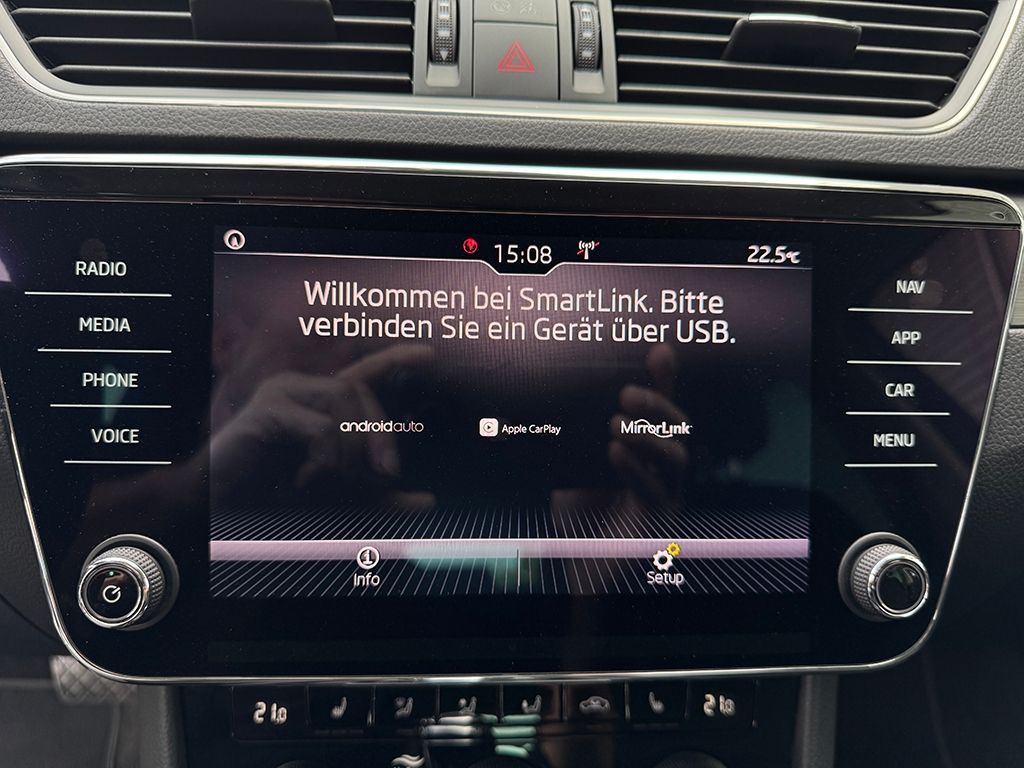 15:08
22.5°C
RADIO
MEDIA
PHONE
VOICE
Willkommen bei SmartLink. Bitte
verbinden Sie ein Gerät über USB.
androidauto
Apple CarPlay
MirrorLink
Info
Setup
NAV
APP
CAR
MENU
21.0
21.0